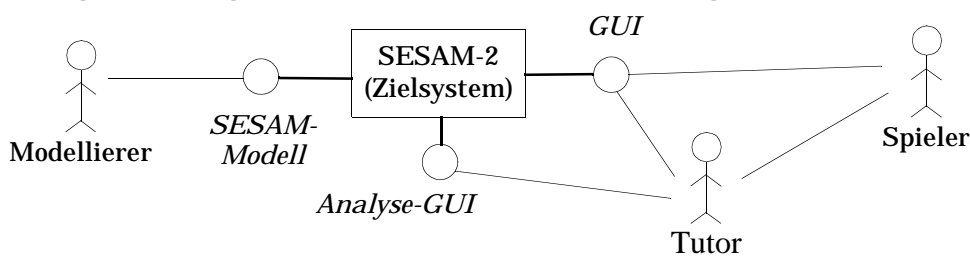 GUI
SESAM-2
(Zielsystem)
SESAM-
Modell
Modellierer
Spieler
Analyse-GUI
Tutor